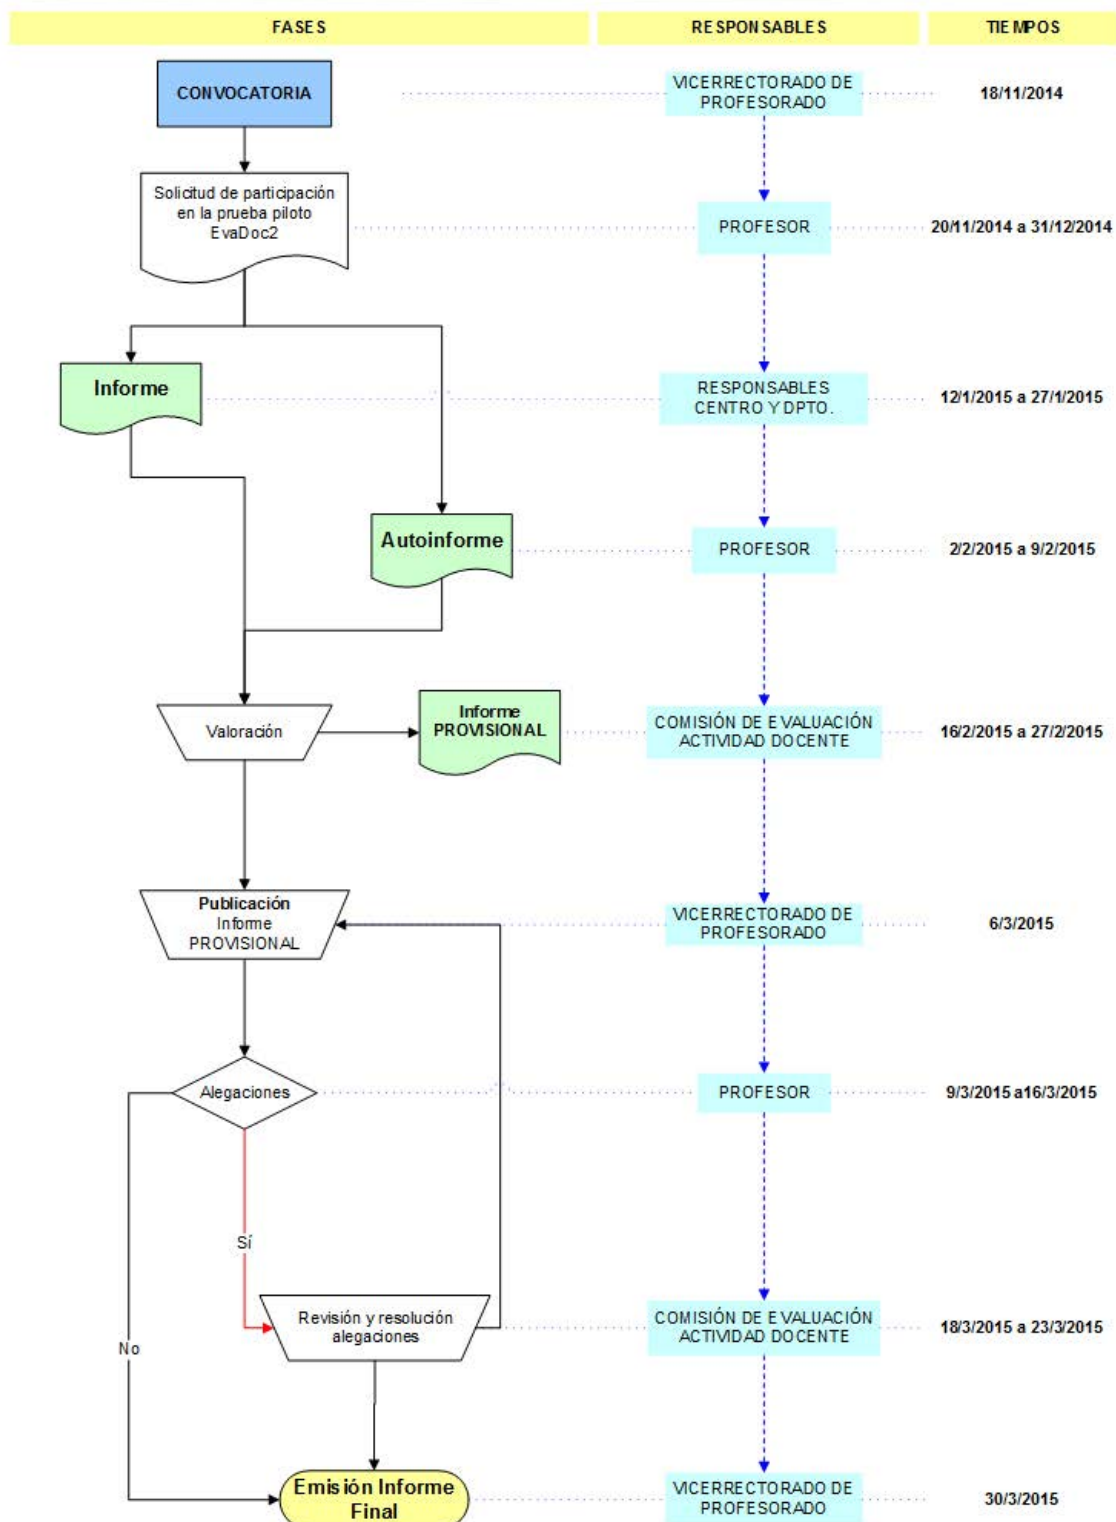 FASES
RESPONSABLES
TIEMPOS
CONVOCATORIA
VICERRECTORADO DE
PROFESORADO
18/11/2014
Solicitud de participación
en la prueba piloto
EvaDoc2
PROFESOR
20/11/2014 a 31/12/2014
Informe
RESPONSABLES
CENTRO Y DPTO.
12/1/2015 a 27/1/2015
Autoinforme
PROFESOR
2/2/2015 a 9/2/2015
Valoración
Informe
PROVISIONAL
COMISIÓN DE EVALUACIÓN
ACTIVIDAD DOCENTE
16/2/2015 a 27/2/2015
Publicación
Informe
PROVISIONAL
VICERRECTORADO DE
PROFESORADO
6/3/2015
Alegaciones
PROFESOR
9/3/2015 a16/3/2015
Sí
Revisión y resolución
alegaciones
COMISIÓN DE EVALUACIÓN
ACTIVIDAD DOCENTE
18/3/2015 a 23/3/2015
No
Emisión Informe
Final
VICERRECTORADO DE
PROFESORADO
30/3/2015